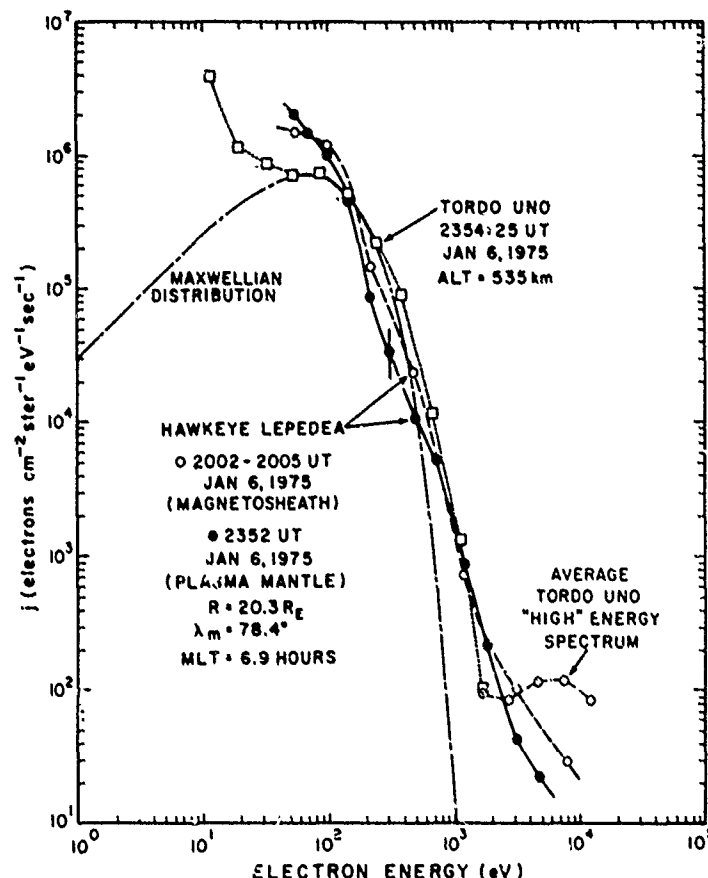 10⁷
10⁶
10⁵
10⁴
10³
10²
10¹
j (electrons cm⁻² ster⁻¹ eV⁻¹ sec⁻¹)
TORDO UNO
2354:25 UT
JAN 6, 1975
ALT = 535 km
MAXWELLIAN
DISTRIBUTION
HAWKEYE LEPEDEA
○ 2002-2005 UT
JAN 6, 1975
(MAGNETOSHEATH)
● 2352 UT
JAN 6, 1975
(PLASMA MANTLE)
R = 20.3 R_E
λ_m = 78.4°
MLT = 6.9 HOURS
AVERAGE
TORDO UNO
"HIGH" ENERGY
SPECTRUM
10⁰ 10¹ 10² 10³ 10⁴
ELECTRON ENERGY (eV)